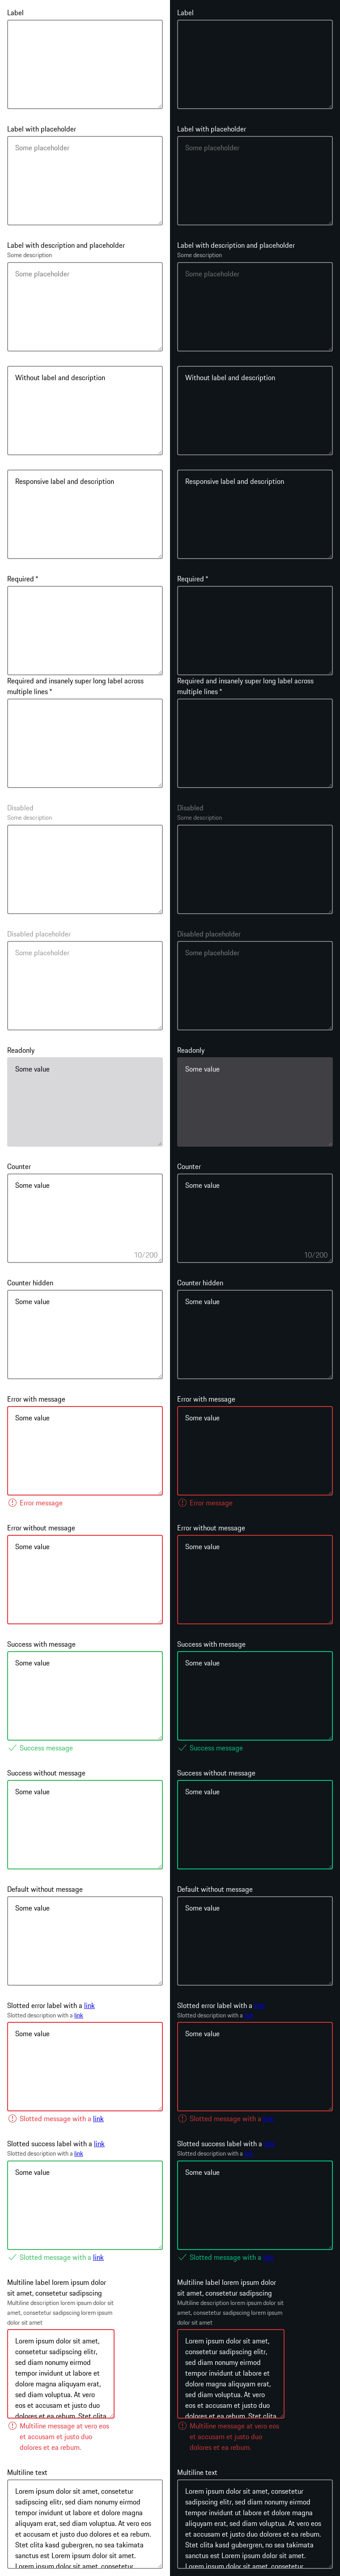 Label
Label with placeholder
Some placeholder
Label with description and placeholder
Some description
Some placeholder
Without label and description
Responsive label and description
Required *
Required and insanely super long label across
multiple lines *
Disabled
Some description
Disabled placeholder
Some placeholder
Readonly
Some value
Counter
Some value
10/200
Counter hidden
Some value
Error with message
Some value
Error message
Error without message
Some value
Success with message
Some value
Success message
Success without message
Some value
Default without message
Some value
Slotted error label with a link
Slotted description with a link
Some value
Slotted message with a link
Slotted success label with a link
Slotted description with a link
Some value
Slotted message with a link
Multiline label lorem ipsum dolor
sit amet, consetetur sadipscing
Multiline description lorem ipsum dolor sit
amet, consetetur sadipscing lorem ipsum
dolor sit amet
Lorem ipsum dolor sit amet,
consetetur sadipscing elitr,
sed diam nonumy eirmod
tempor invidunt ut labore et
dolore magna aliquyam erat,
sed diam voluptua. At vero
eos et accusam et justo duo
dolores et ea rebum. Stet clita
Multiline message at vero eos
et accusam et justo duo
dolores et ea rebum.
Multiline text
Lorem ipsum dolor sit amet, consetetur
sadipscing elitr, sed diam nonumy eirmod
tempor invidunt ut labore et dolore magna
aliquyam erat, sed diam voluptua. At vero eos
et accusam et justo duo dolores et ea rebum.
Stet clita kasd gubergren, no sea takimata
sanctus est Lorem ipsum dolor sit amet.
Lorem ipsum dolor sit amet, consetetur
Label
Label with placeholder
Some placeholder
Label with description and placeholder
Some description
Some placeholder
Without label and description
Responsive label and description
Required *
Required and insanely super long label across
multiple lines *
Disabled
Some description
Disabled placeholder
Some placeholder
Readonly
Some value
Counter
Some value
10/200
Counter hidden
Some value
Error with message
Some value
Error message
Error without message
Some value
Success with message
Some value
Success message
Success without message
Some value
Default without message
Some value
Slotted error label with a
Slotted description with a
Some value
Slotted message with a
Slotted success label with a
Slotted description with a
Some value
Slotted message with a
Multiline label lorem ipsum dolor
sit amet, consetetur sadipscing
Multiline description lorem ipsum dolor sit
amet, consetetur sadipscing lorem ipsum
dolor sit amet
Lorem ipsum dolor sit amet,
consetetur sadipscing elitr,
sed diam nonumy eirmod
tempor invidunt ut labore et
dolore magna aliquyam erat,
sed diam voluptua. At vero
eos et accusam et justo duo
dolores et ea rebum. Stet clita
Multiline message at vero eos
et accusam et justo duo
dolores et ea rebum.
Multiline text
Lorem ipsum dolor sit amet, consetetur
sadipscing elitr, sed diam nonumy eirmod
tempor invidunt ut labore et dolore magna
aliquyam erat, sed diam voluptua. At vero eos
et accusam et justo duo dolores et ea rebum.
Stet clita kasd gubergren, no sea takimata
sanctus est Lorem ipsum dolor sit amet.
Lorem ipsum dolor sit amet, consetetur